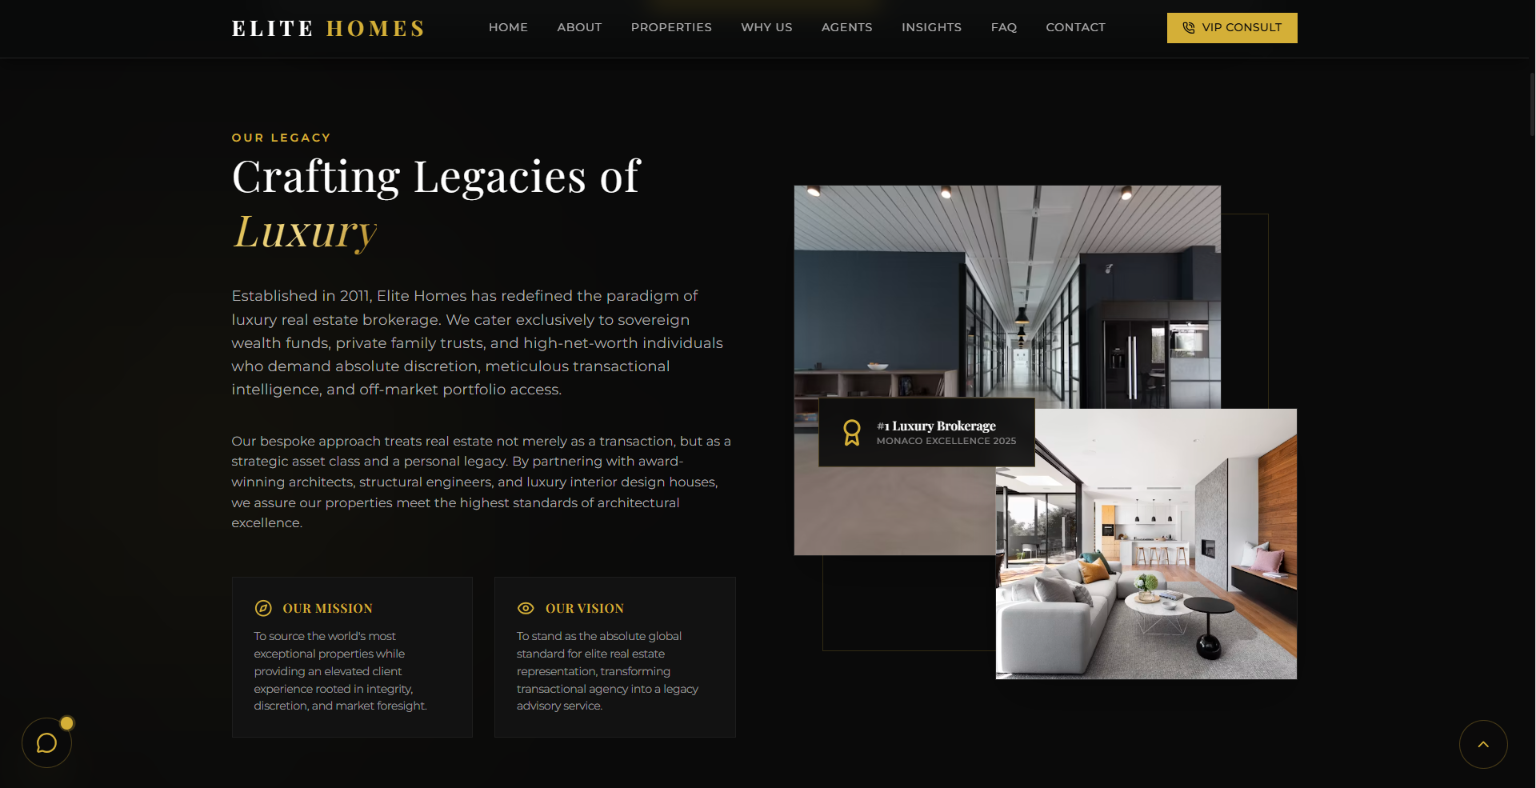 ELITE HOMES
HOME
ABOUT
PROPERTIES
WHY US
AGENTS
INSIGHTS
FAQ
CONTACT
VIP CONSULT
OUR LEGACY
Crafting Legacies of
Luxury
Established in 2011, Elite Homes has redefined the paradigm of
luxury real estate brokerage. We cater exclusively to sovereign
wealth funds, private family trusts, and high-net-worth individuals
who demand absolute discretion, meticulous transactional
intelligence, and off-market portfolio access.
Our bespoke approach treats real estate not merely as a transaction, but as a
strategic asset class and a personal legacy. By partnering with award-
winning architects, structural engineers, and luxury interior design houses,
we assure our properties meet the highest standards of architectural
excellence.
OUR MISSION
To source the world's most
exceptional properties while
providing an elevated client
experience rooted in integrity,
discretion, and market foresight.
OUR VISION
To stand as the absolute global
standard for elite real estate
representation, transforming
transactional agency into a legacy
advisory service.
#1 Luxury Brokerage
MONACO EXCELLENCE 2025